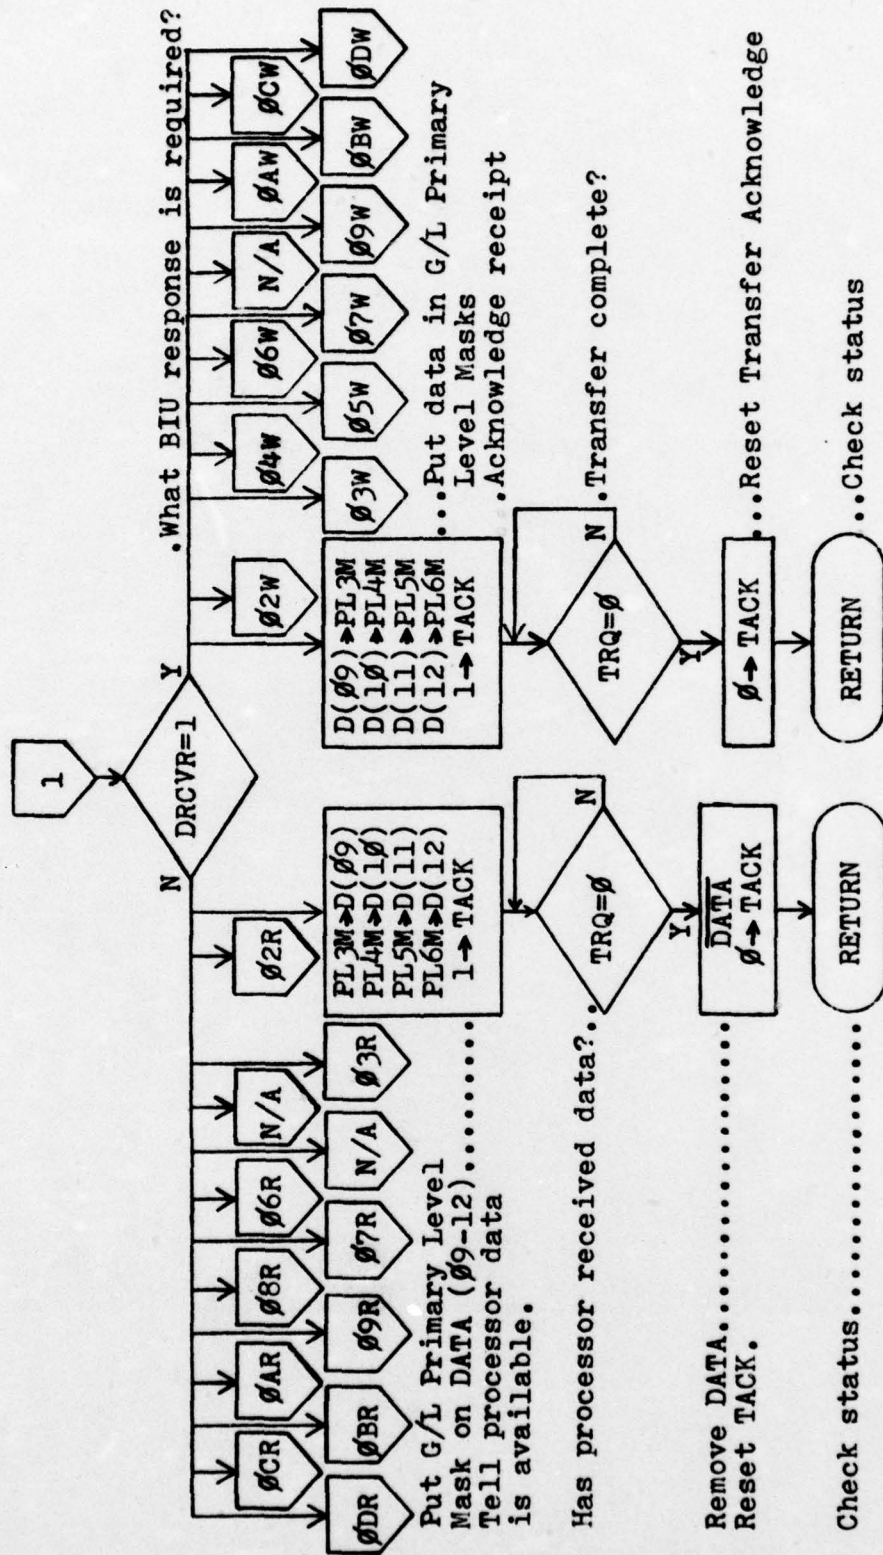 1
DRCVR=1
N
Y
.What BIU response is required?
ØCR
ØAR
Ø8R
Ø6R
N/A
Ø2R
Ø2W
Ø4W
Ø6W
N/A
ØAW
ØCW
ØDR
ØBR
Ø9R
Ø7R
N/A
Ø3R
Ø3W
Ø5W
Ø7W
Ø9W
ØBW
ØDW
Put G/L Primary Level
Mask on DATA (Ø9-12)..........
Tell processor data
is available.
PL3M→D(Ø9)
PL4M→D(1Ø)
PL5M→D(11)
PL6M→D(12)
1→TACK
D(Ø9)→PL3M
D(1Ø)→PL4M
D(11)→PL5M
D(12)→PL6M
1→TACK
...Put data in G/L Primary
Level Masks
.Acknowledge receipt
Has processor received data?..
TRQ=Ø
N
Y
TRQ=Ø
N
Y
.Transfer complete?
Remove DATA...................
Reset TACK.
D̅A̅T̅A̅
Ø→TACK
Ø→TACK
...Reset Transfer Acknowledge
Check status..................
RETURN
RETURN
...Check status